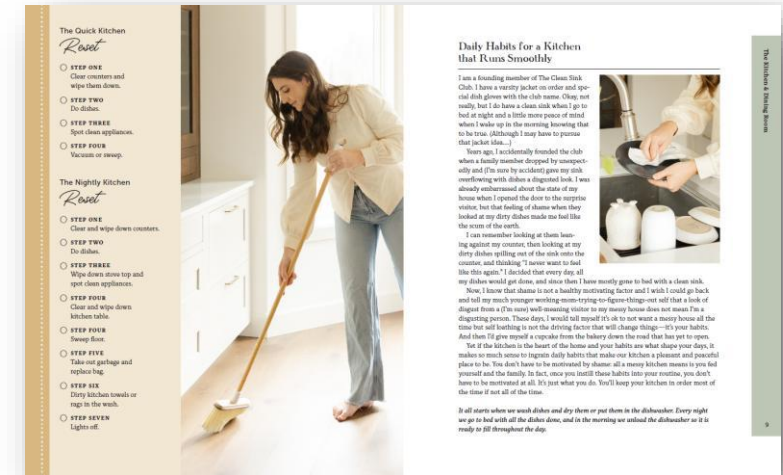 The Quick Kitchen
Reset
STEP ONE
Clear counters and
wipe them down.
STEP TWO
Do dishes.
STEP THREE
Spot clean appliances.
STEP FOUR
Vacuum or sweep.
The Nightly Kitchen
Reset
STEP ONE
Clear and wipe down counters.
STEP TWO
Do dishes.
STEP THREE
Wipe down stove top and
spot clean appliances.
STEP FOUR
Clear and wipe down
kitchen table.
STEP FOUR
Sweep floor.
STEP FIVE
Take out garbage and
replace bag.
STEP SIX
Dirty kitchen towels or
rags in the wash.
STEP SEVEN
Lights off.
Daily Habits for a Kitchen
that Runs Smoothly
I am a founding member of The Clean Sink
Club. I have a varsity jacket on order and spe-
cial dish gloves with the club name. Okay, not
really, but I do have a clean sink when I go to
bed at night and a little more peace of mind
when I wake up in the morning knowing that
to be true. (Although I may have to pursue
that jacket idea....)
Years ago, I accidentally founded the club
when a family member dropped by unexpect-
edly and (I'm sure by accident) gave my sink
overflowing with dishes a disgusted look. I was
already embarrassed about the state of my
house when I opened the door to the surprise
visitor, but that feeling of shame when they
looked at my dirty dishes made me feel like
the scum of the earth.
I can remember looking at them lean-
ing against my counter, then looking at my
dirty dishes spilling out of the sink onto the
counter, and thinking "I never want to feel
like this again." I decided that every day, all
my dishes would get done, and since then I have mostly gone to bed with a clean sink.
Now, I know that shame is not a healthy motivating factor and I wish I could go back
and tell my much younger working-mom-trying-to-figure-things-out self that a look of
disgust from a (I'm sure) well-meaning visitor to my messy house does not mean I'm a
disgusting person. These days, I would tell myself it's ok to not want a messy house all the
time but self loathing is not the driving factor that will change things—it's your habits.
And then I'd give myself a cupcake from the bakery down the road that has yet to open.
Yet if the kitchen is the heart of the home and your habits are what shape your days, it
makes so much sense to ingrain daily habits that make our kitchen a pleasant and peaceful
place to be. You don't have to be motivated by shame: all a messy kitchen means is you fed
yourself and the family. In fact, once you instill these habits into your routine, you don't
have to be motivated at all. It's just what you do. You'll keep your kitchen in order most of
the time if not all of the time.
It all starts when we wash dishes and dry them or put them in the dishwasher. Every night
we go to bed with all the dishes done, and in the morning we unload the dishwasher so it is
ready to fill throughout the day.
The Kitchen & Dining Room
9